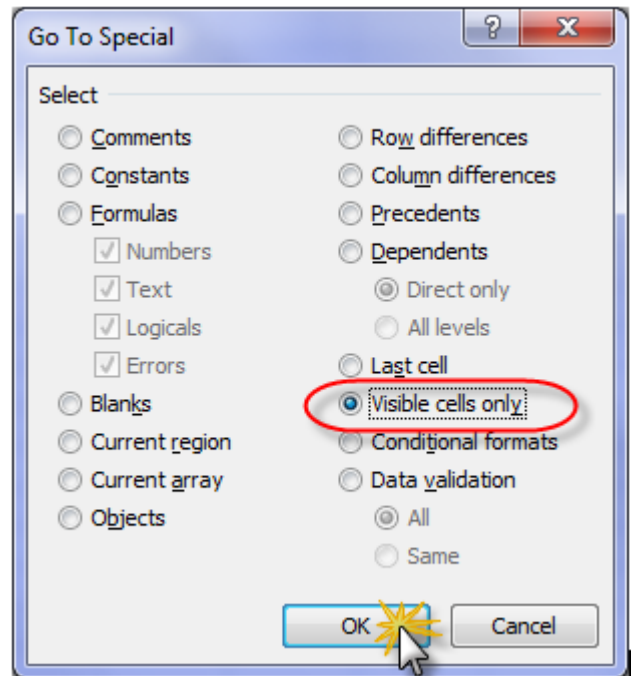 Go To Special
Select
Comments
Constants
Formulas
Numbers
Text
Logicals
Errors
Blanks
Current region
Current array
Objects
Row differences
Column differences
Precedents
Dependents
Direct only
All levels
Last cell
Visible cells only
Conditional formats
Data validation
All
Same
OK
Cancel